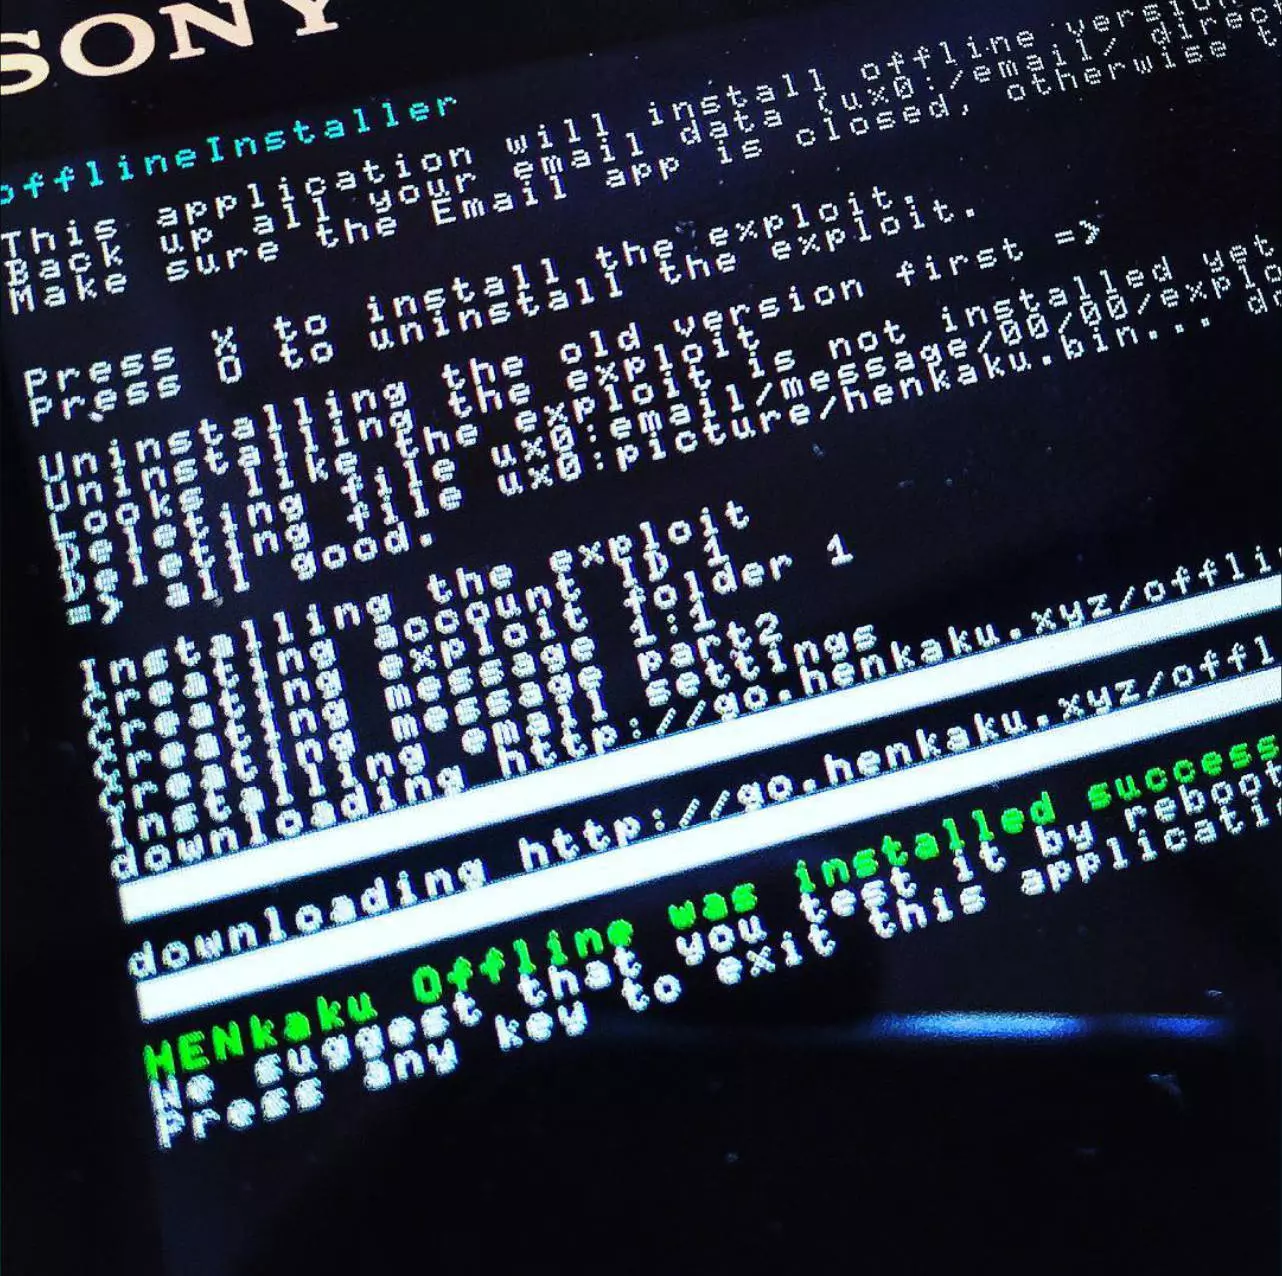 SONY
offlineInstaller
This application will install offline version
Back up all your email data (ux0:/email/ direct
Make sure the Email app is closed, otherwise t
Press X to install the exploit.
Press O to uninstall the exploit.
Uninstalling the old version first =>
Uninstalling the exploit
Looks like the exploit is not installed yet
Deleting file ux0:email/message/00/00/explo
Deleting file ux0:picture/henkaku.bin... d
=> all good.
Installing the exploit
Creating account ID 1
Creating exploit folder 1
Creating message 1:1
Creating message part2
Installing email settings
downloading http://go.henkaku.xyz/offli
downloading http://go.henkaku.xyz/offl
HENkaku Offline was installed success
We suggest that you test it by reboot
Press any key to exit this applicati